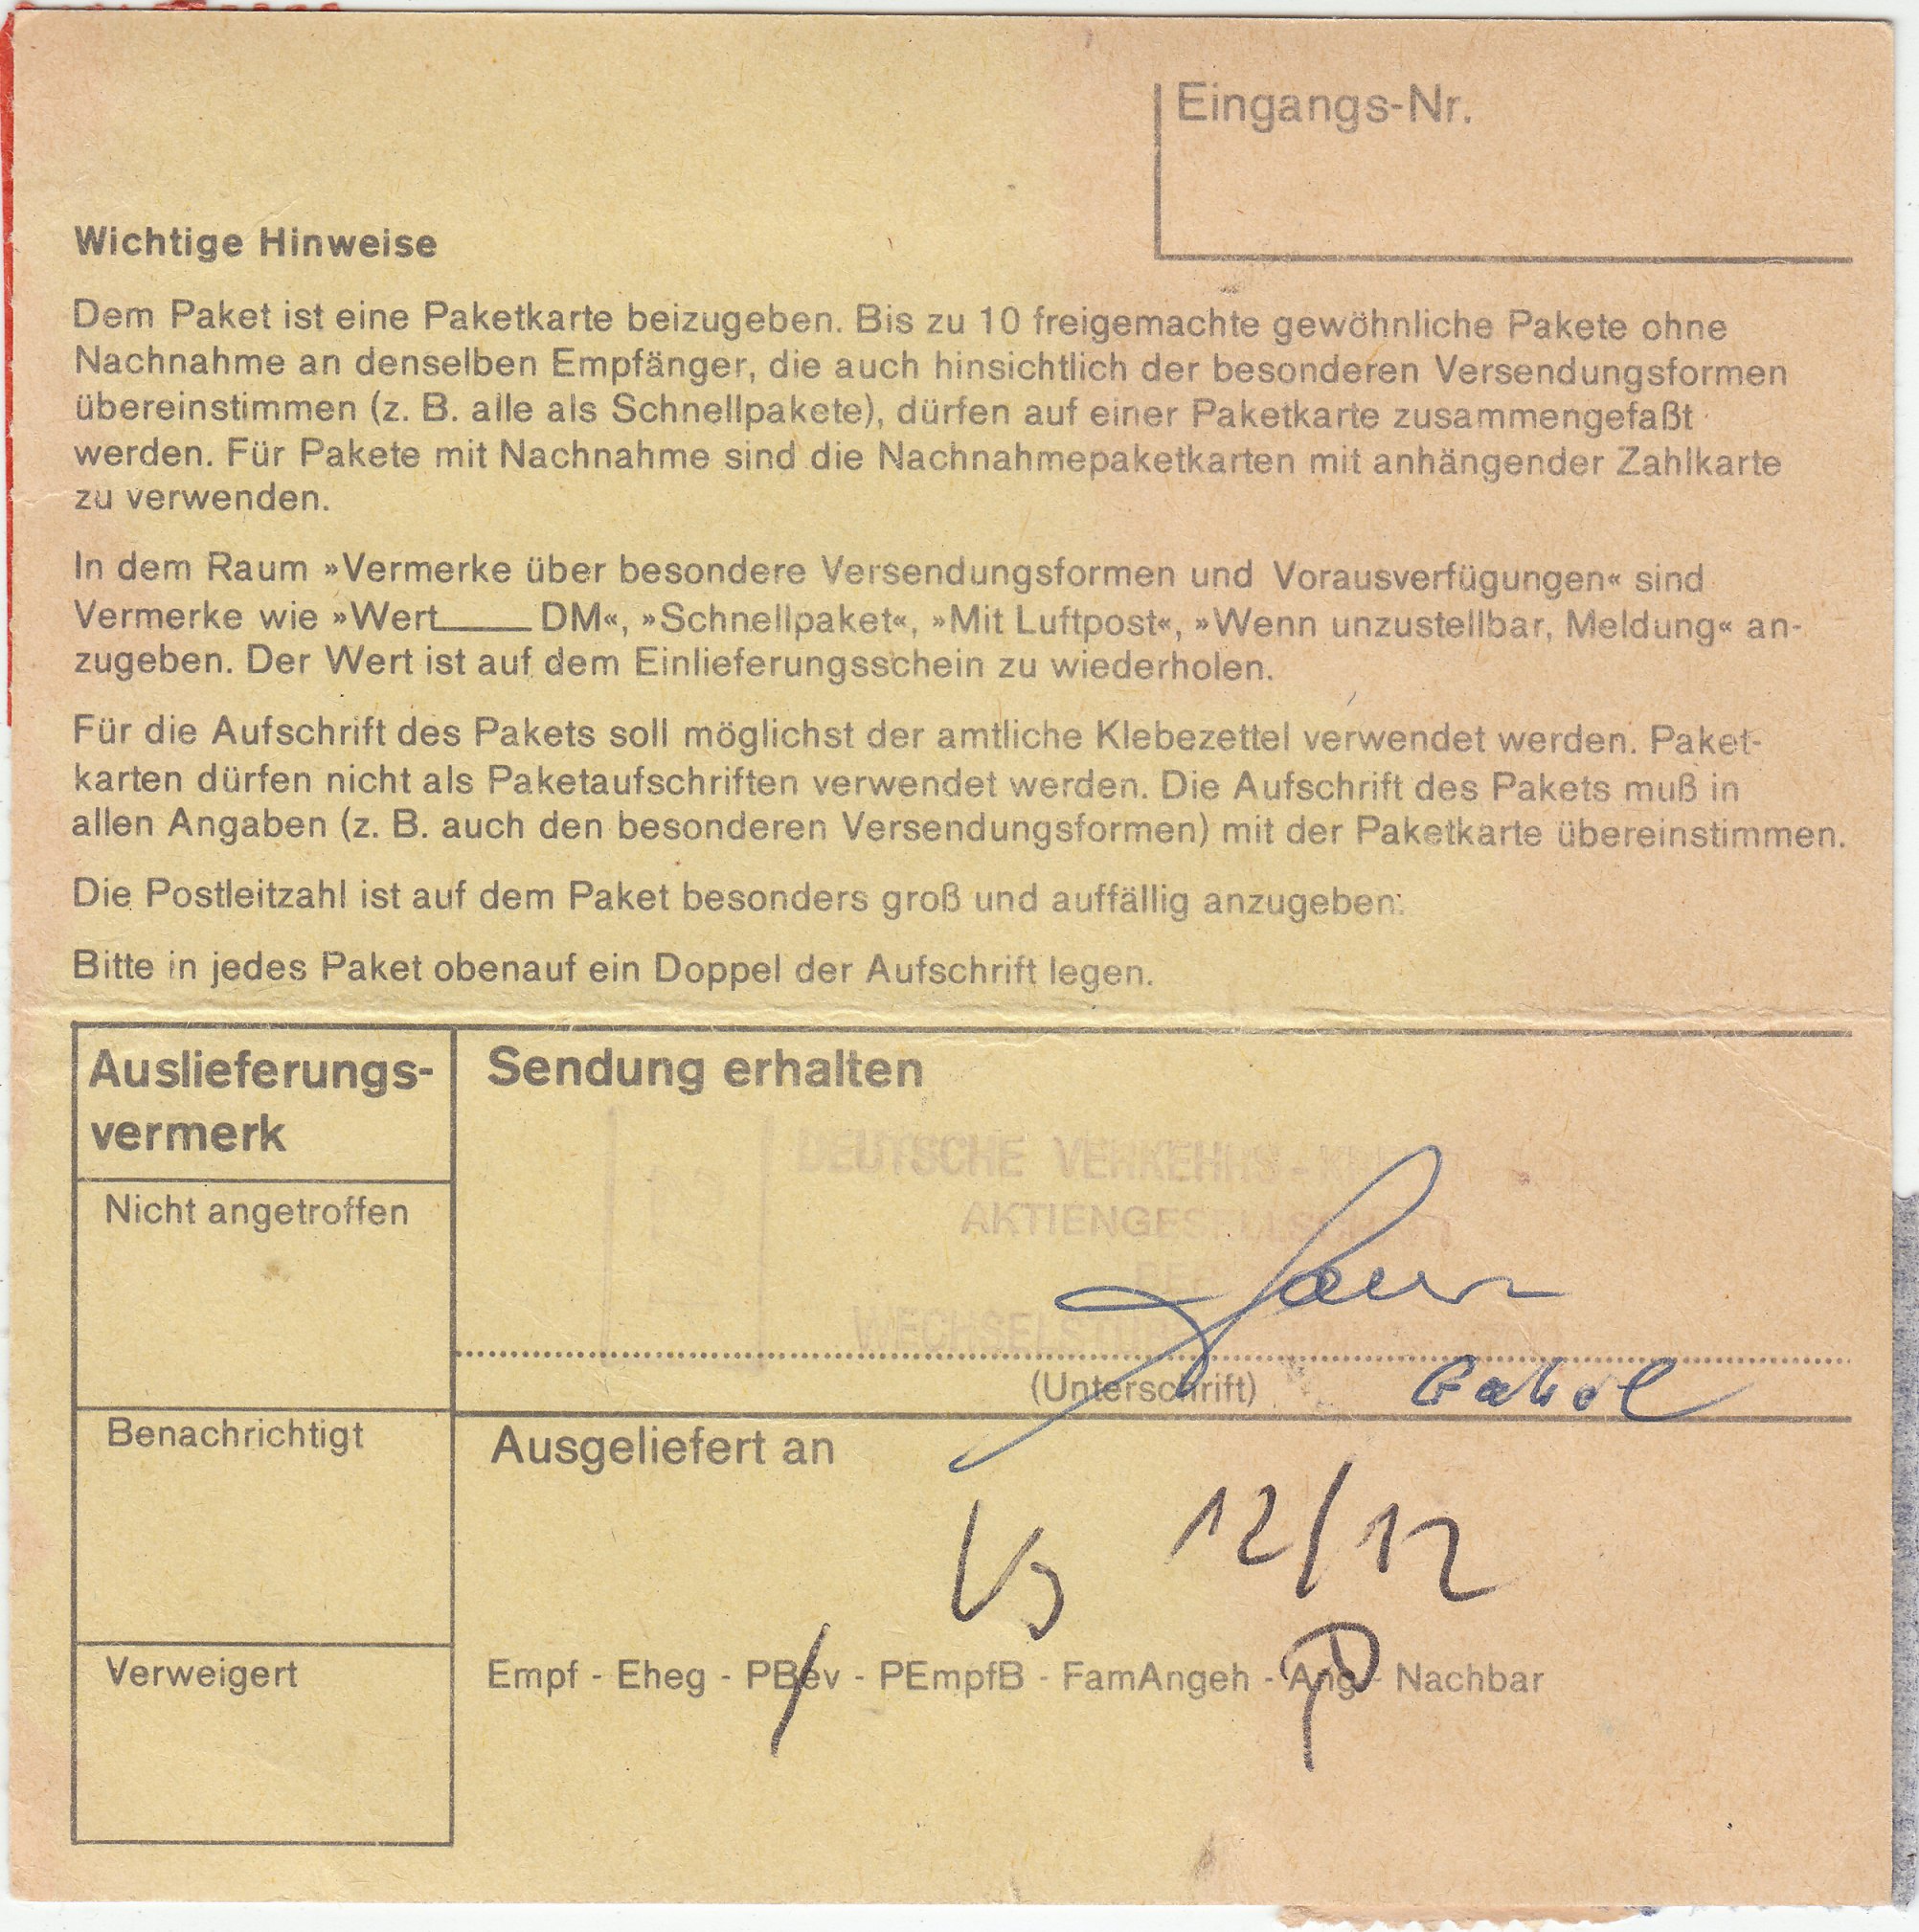 Eingangs-Nr.
Wichtige Hinweise
Dem Paket ist eine Paketkarte beizugeben. Bis zu 10 freigemachte gewöhnliche Pakete ohne
Nachnahme an denselben Empfänger, die auch hinsichtlich der besonderen Versendungsformen
übereinstimmen (z. B. alle als Schnellpakete), dürfen auf einer Paketkarte zusammengefaßt
werden. Für Pakete mit Nachnahme sind die Nachnahmepaketkarten mit anhängender Zahlkarte
zu verwenden.
In dem Raum »Vermerke über besondere Versendungsformen und Vorausverfügungen« sind
Vermerke wie »Wert____ DM«, »Schnellpaket«, »Mit Luftpost«, »Wenn unzustellbar, Meldung« an-
zugeben. Der Wert ist auf dem Einlieferungsschein zu wiederholen.
Für die Aufschrift des Pakets soll möglichst der amtliche Klebezettel verwendet werden. Paket-
karten dürfen nicht als Paketaufschriften verwendet werden. Die Aufschrift des Pakets muß in
allen Angaben (z. B. auch den besonderen Versendungsformen) mit der Paketkarte übereinstimmen.
Die Postleitzahl ist auf dem Paket besonders groß und auffällig anzugeben.
Bitte in jedes Paket obenauf ein Doppel der Aufschrift legen.
Auslieferungs-
vermerk
Sendung erhalten
DEUTSCHE VERKEHRS-
Nicht angetroffen
AKTIENGESELLSCHAFT
(Unterschrift)
Benachrichtigt
Ausgeliefert an
12/12
Verweigert
Empf - Eheg - PBev - PEmpfB - FamAngeh - Ang - Nachbar